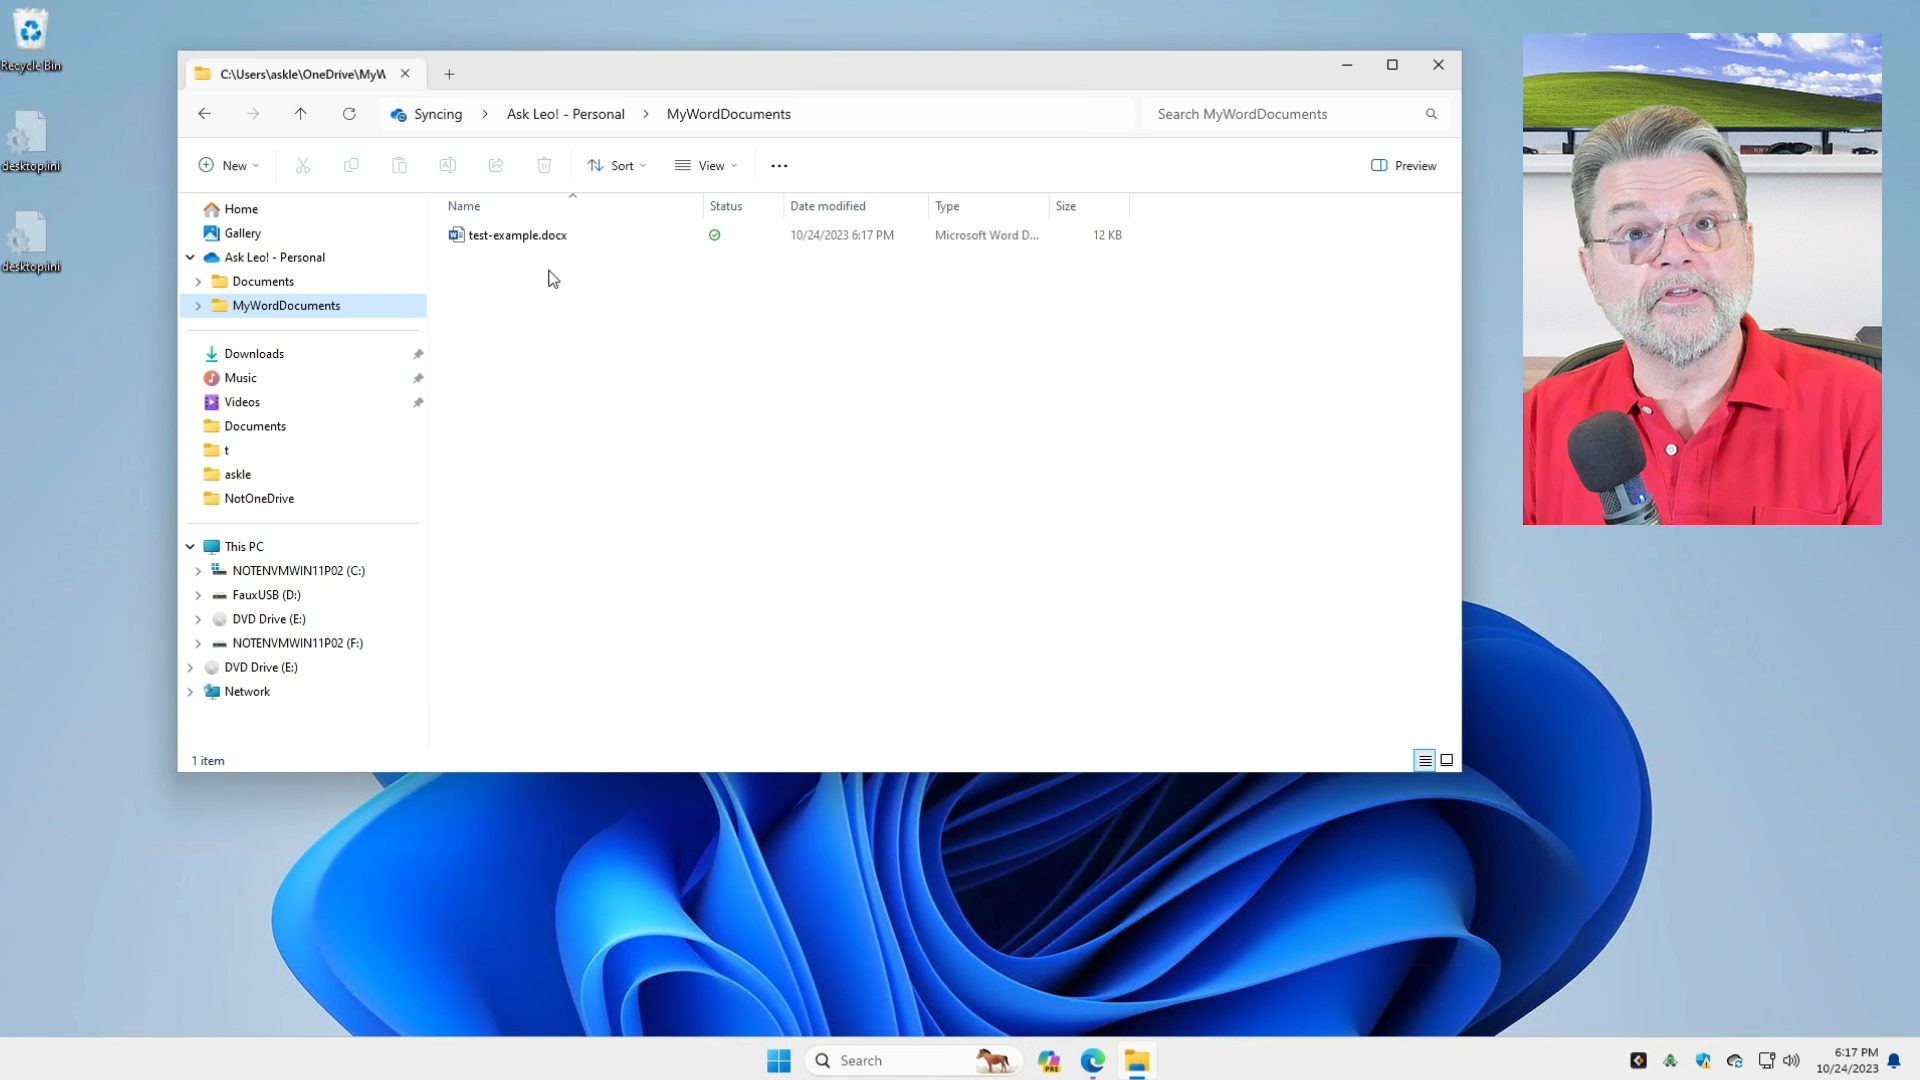 Recycle Bin
desktop.ini
desktop.ini
C:\Users\askle\OneDrive\MyW
Syncing > Ask Leo! - Personal > MyWordDocuments
Search MyWordDocuments
New
Sort
View
Preview
Home
Gallery
Ask Leo! - Personal
Documents
MyWordDocuments
Downloads
Music
Videos
Documents
t
askle
NotOneDrive
This PC
NOTENVMWIN11P02 (C:)
FauxUSB (D:)
DVD Drive (E:)
NOTENVMWIN11P02 (F:)
DVD Drive (E:)
Network
Name Status Date modified Type Size
test-example.docx 10/24/2023 6:17 PM Microsoft Word D... 12 KB
1 item
Search
PRE
6:17 PM
10/24/2023